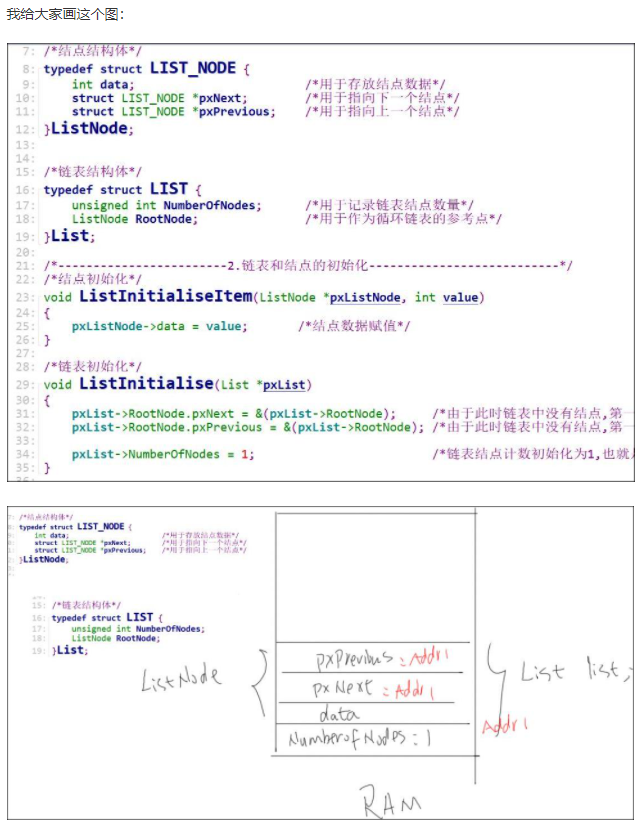 我给大家画这个图：
7: /*结点结构体*/
8: typedef struct LIST_NODE {
9: int data; /*用于存放结点数据*/
10: struct LIST_NODE *pxNext; /*用于指向下一个结点*/
11: struct LIST_NODE *pxPrevious; /*用于指向上一个结点*/
12: }ListNode;
13:
14:
15: /*链表结构体*/
16: typedef struct LIST {
17: unsigned int NumberOfNodes; /*用于记录链表结点数量*/
18: ListNode RootNode; /*用于作为循环链表的参考点*/
19: }List;
20:
21: /*------------------------2.链表和结点的初始化---------------------------*/
22: /*结点初始化*/
23: void ListInitialiseItem(ListNode *pxListNode, int value)
24: {
25: pxListNode->data = value; /*结点数据赋值*/
26: }
27:
28: /*链表初始化*/
29: void ListInitialise(List *pxList)
30: {
31: pxList->RootNode.pxNext = &(pxList->RootNode); /*由于此时链表中没有结点,第一
32: pxList->RootNode.pxPrevious = &(pxList->RootNode); /*由于此时链表中没有结点,第一
33:
34: pxList->NumberOfNodes = 1; /*链表结点计数初始化为1,也就是
35: }
/*结点结构体*/
typedef struct LIST_NODE {
int data; /*用于存放结点数据*/
struct LIST_NODE *pxNext; /*用于指向下一个结点*/
struct LIST_NODE *pxPrevious; /*用于指向上一个结点*/
}ListNode;
15: /*链表结构体*/
16: typedef struct LIST {
17: unsigned int NumberOfNodes;
18: ListNode RootNode;
19: }List;
ListNode
pxPrevious = Addr1
pxNext = Addr1
data
NumberofNodes: 1
List list;
Addr1
RAM